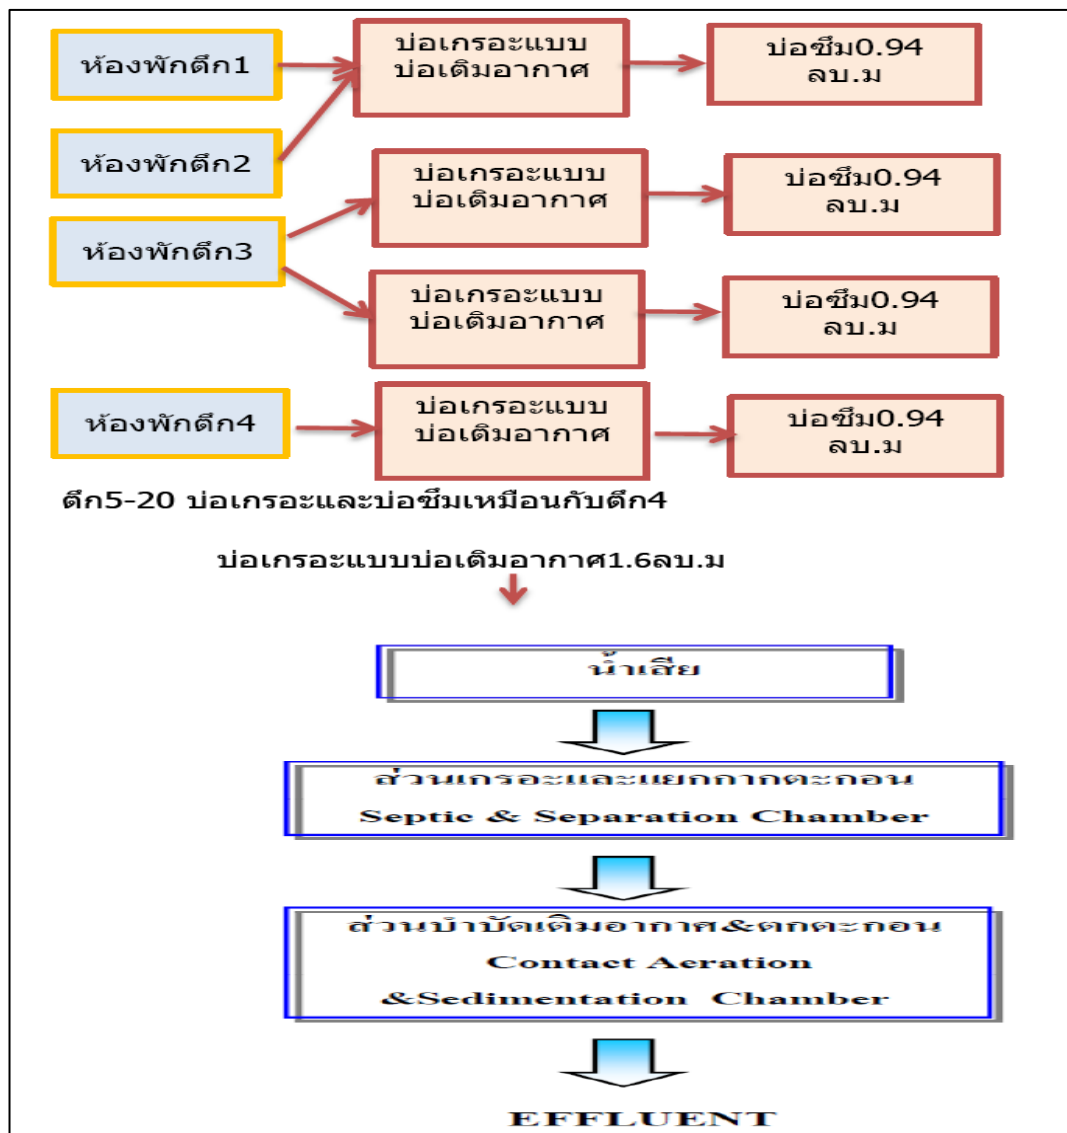 ห้องพักตึก1
บ่อเกรอะแบบ
บ่อเติมอากาศ
บ่อซึม0.94
ลบ.ม
ห้องพักตึก2
บ่อเกรอะแบบ
บ่อเติมอากาศ
บ่อซึม0.94
ลบ.ม
ห้องพักตึก3
บ่อเกรอะแบบ
บ่อเติมอากาศ
บ่อซึม0.94
ลบ.ม
ห้องพักตึก4
บ่อเกรอะแบบ
บ่อเติมอากาศ
บ่อซึม0.94
ลบ.ม
ตึก5-20 บ่อเกรอะและบ่อซึมเหมือนกับตึก4
บ่อเกรอะแบบบ่อเติมอากาศ1.6ลบ.ม
น้ำเสีย
ส่วนเกรอะและแยกกากตะกอน
Septic & Separation Chamber
ส่วนบำบัดเติมอากาศ&ตกตะกอน
Contact Aeration
&Sedimentation Chamber
EFFLUENT